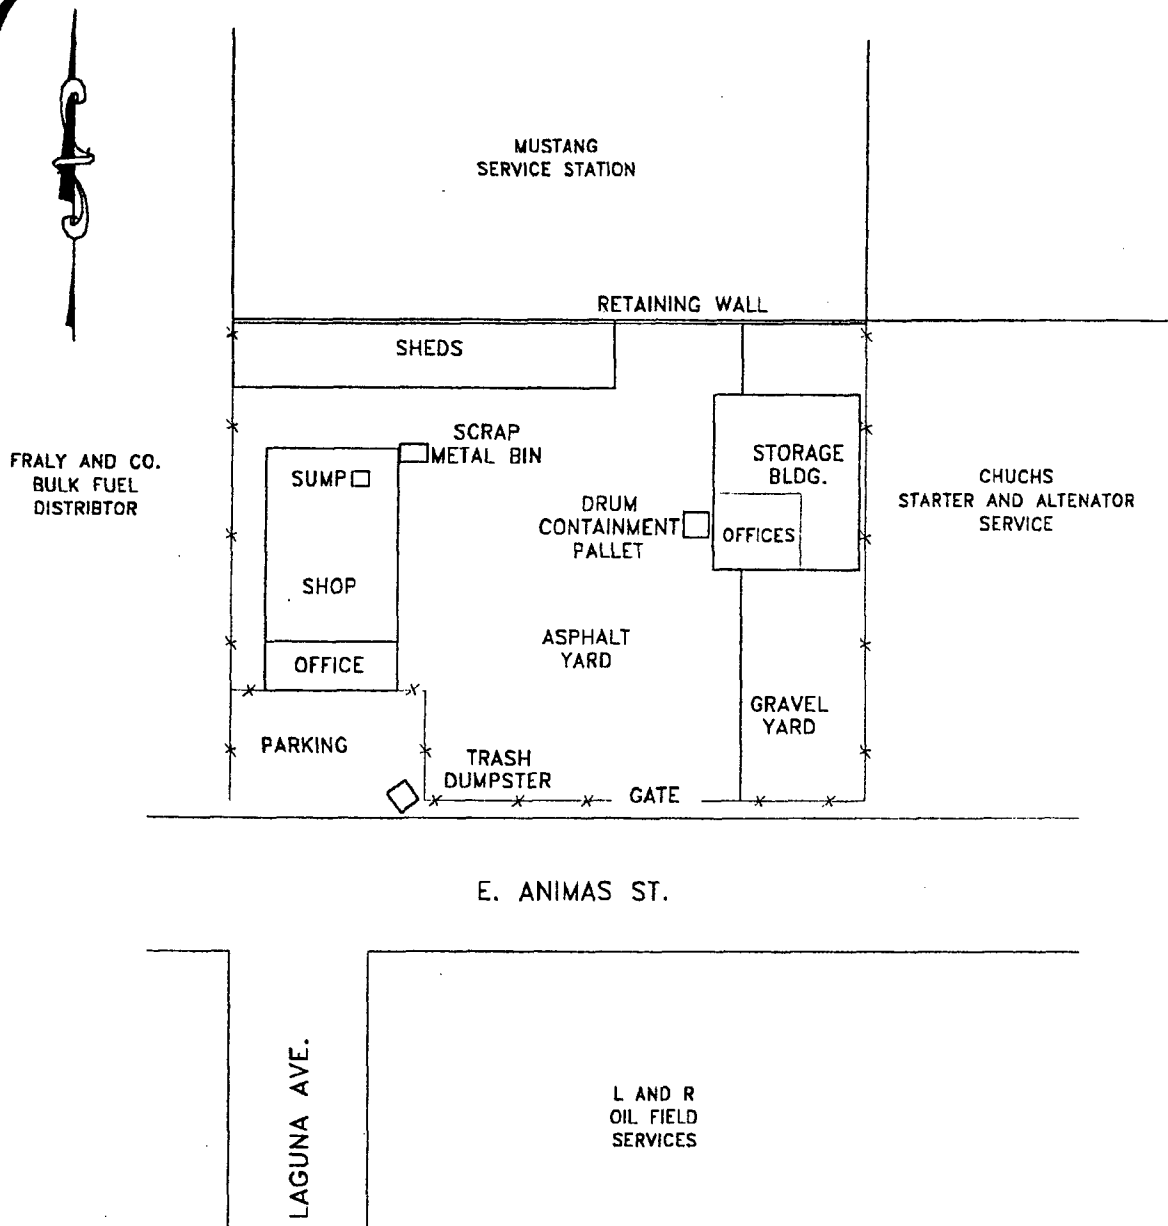 MUSTANG
SERVICE STATION
RETAINING WALL
SHEDS
SCRAP
METAL BIN
FRALY AND CO.
BULK FUEL
DISTRIBTOR
SUMP
STORAGE
BLDG.
CHUCHS
STARTER AND ALTENATOR
SERVICE
DRUM
CONTAINMENT
PALLET
OFFICES
SHOP
ASPHALT
YARD
OFFICE
GRAVEL
YARD
PARKING
TRASH
DUMPSTER
GATE
E. ANIMAS ST.
LAGUNA AVE.
L AND R
OIL FIELD
SERVICES